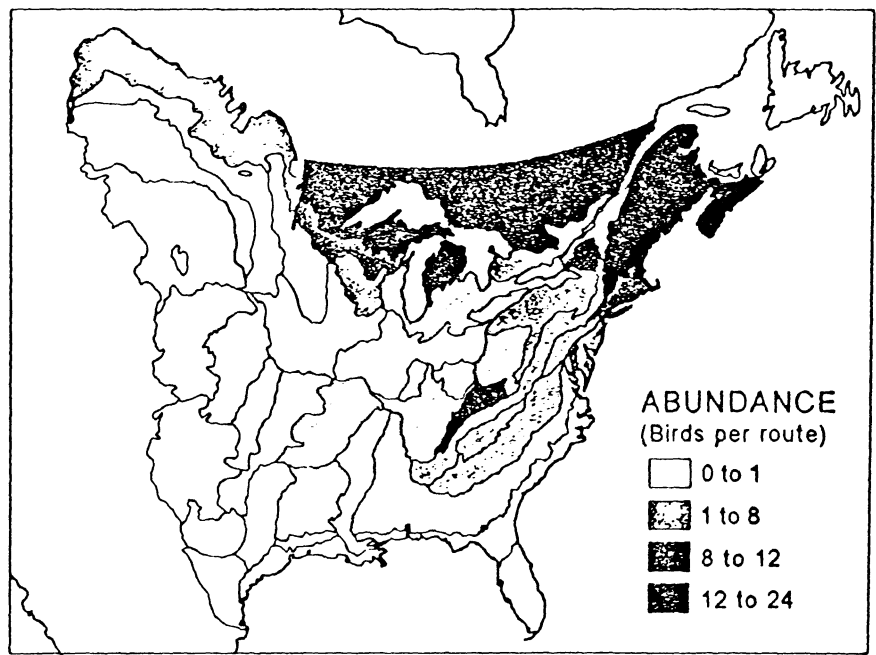 ABUNDANCE
(Birds per route)
0 to 1
1 to 8
8 to 12
12 to 24